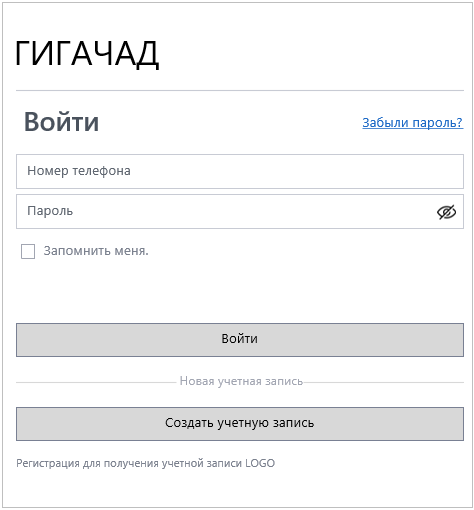 ГИГАЧАД
Войти
Забыли пароль?
Номер телефона
Пароль
Запомнить меня.
Войти
Новая учетная запись
Создать учетную запись
Регистрация для получения учетной записи LOGO